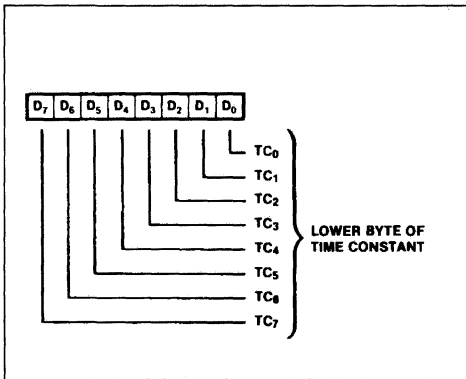 D7 D6 D5 D4 D3 D2 D1 D0
TC0
TC1
TC2
TC3
TC4
TC5
TC6
TC7
LOWER BYTE OF
TIME CONSTANT